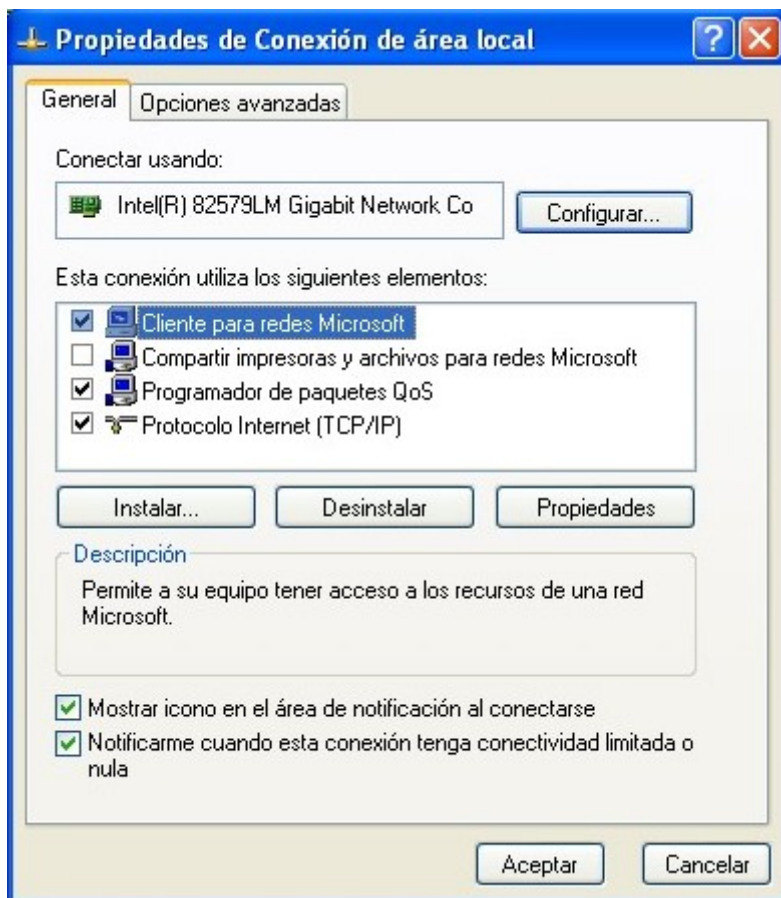 Propiedades de Conexión de área local
General
Opciones avanzadas
Conectar usando:
Intel(R) 82579LM Gigabit Network Co
Configurar...
Esta conexión utiliza los siguientes elementos:
Cliente para redes Microsoft
Compartir impresoras y archivos para redes Microsoft
Programador de paquetes QoS
Protocolo Internet (TCP/IP)
Instalar...
Desinstalar
Propiedades
Descripción
Permite a su equipo tener acceso a los recursos de una red
Microsoft.
Mostrar icono en el área de notificación al conectarse
Notificarme cuando esta conexión tenga conectividad limitada o
nula
Aceptar
Cancelar